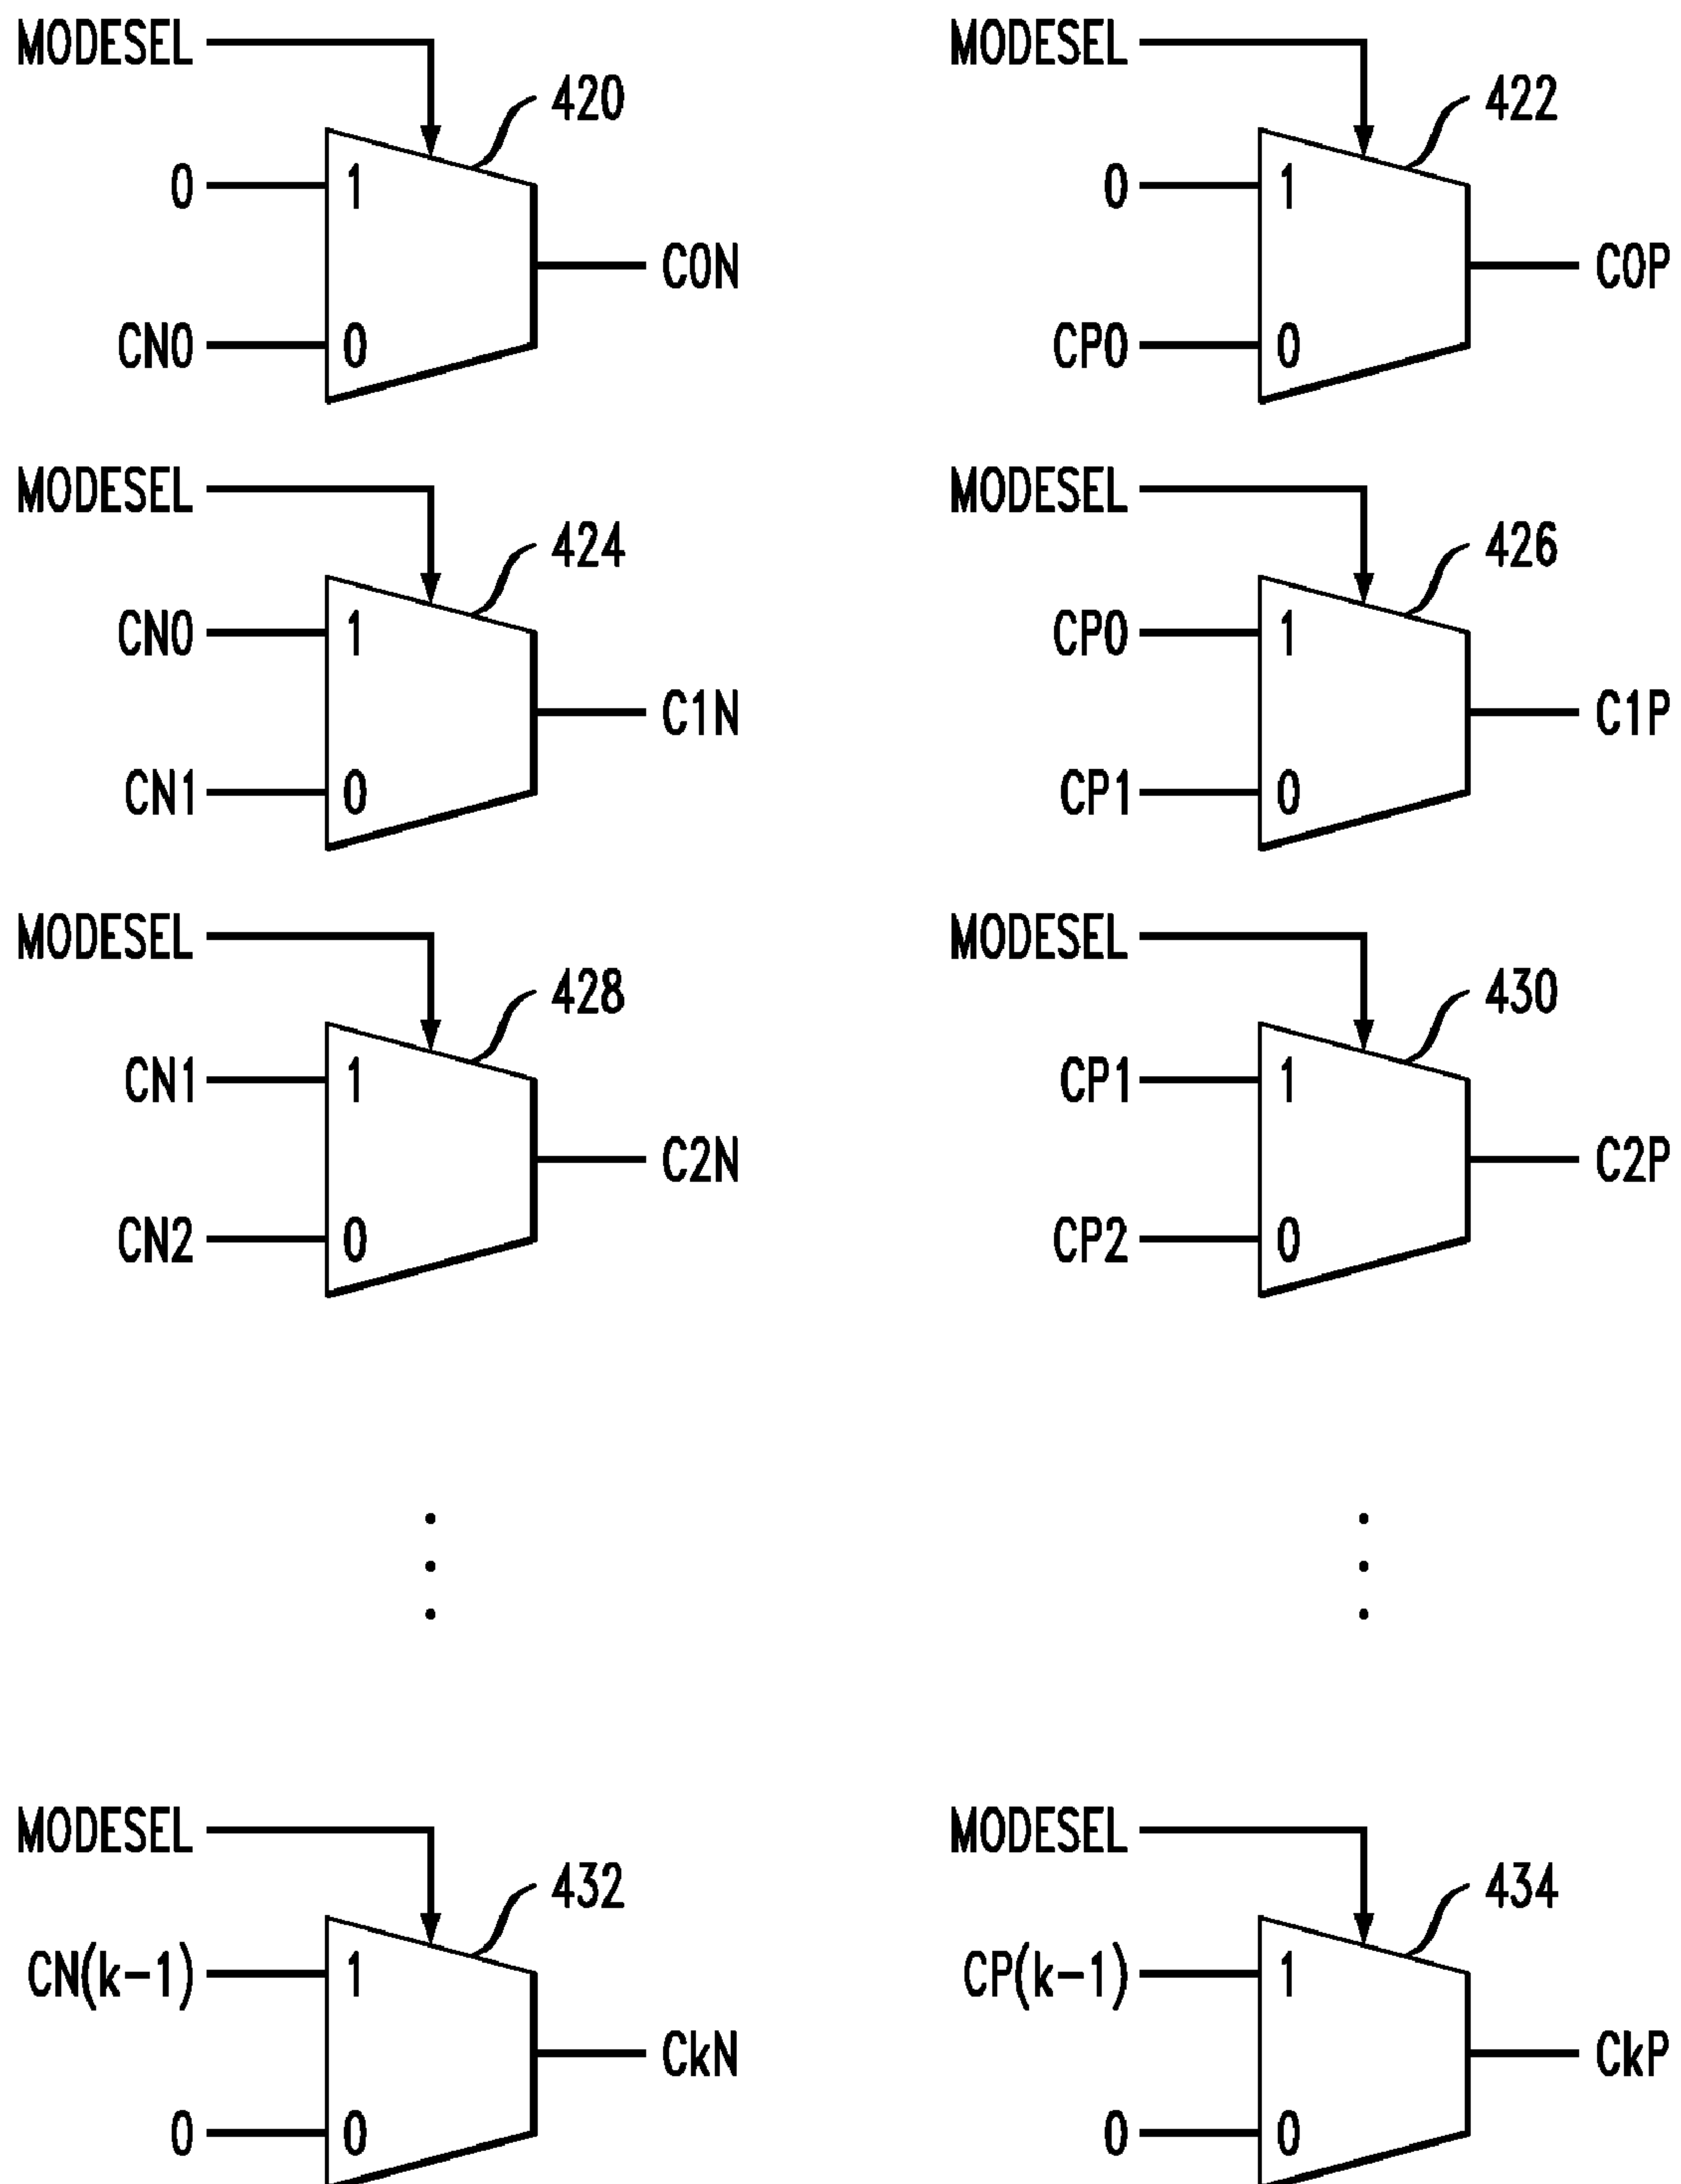 MODESEL
420
0
1
C0N
CN0
0
MODESEL
422
0
1
C0P
CP0
0
MODESEL
424
CN0
1
C1N
CN1
0
MODESEL
426
CP0
1
C1P
CP1
0
MODESEL
428
CN1
1
C2N
CN2
0
MODESEL
430
CP1
1
C2P
CP2
0
MODESEL
432
CN(k-1)
1
CkN
0
0
MODESEL
434
CP(k-1)
1
CkP
0
0